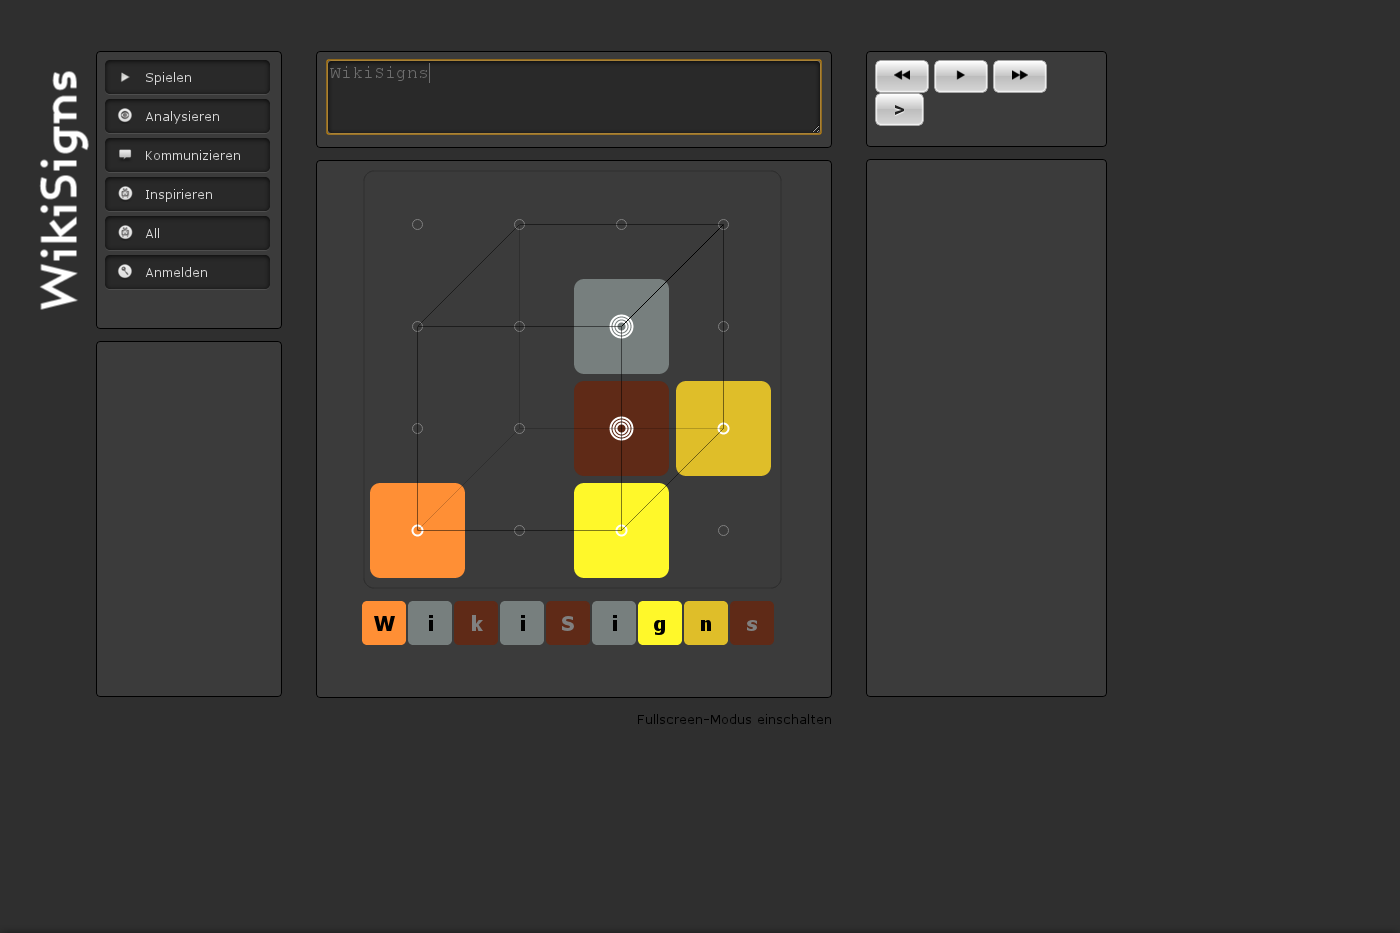 WikiSigns
Spielen
Analysieren
Kommunizieren
Inspirieren
All
Anmelden
WikiSigns
>
W i k i S i g n s
Fullscreen-Modus einschalten